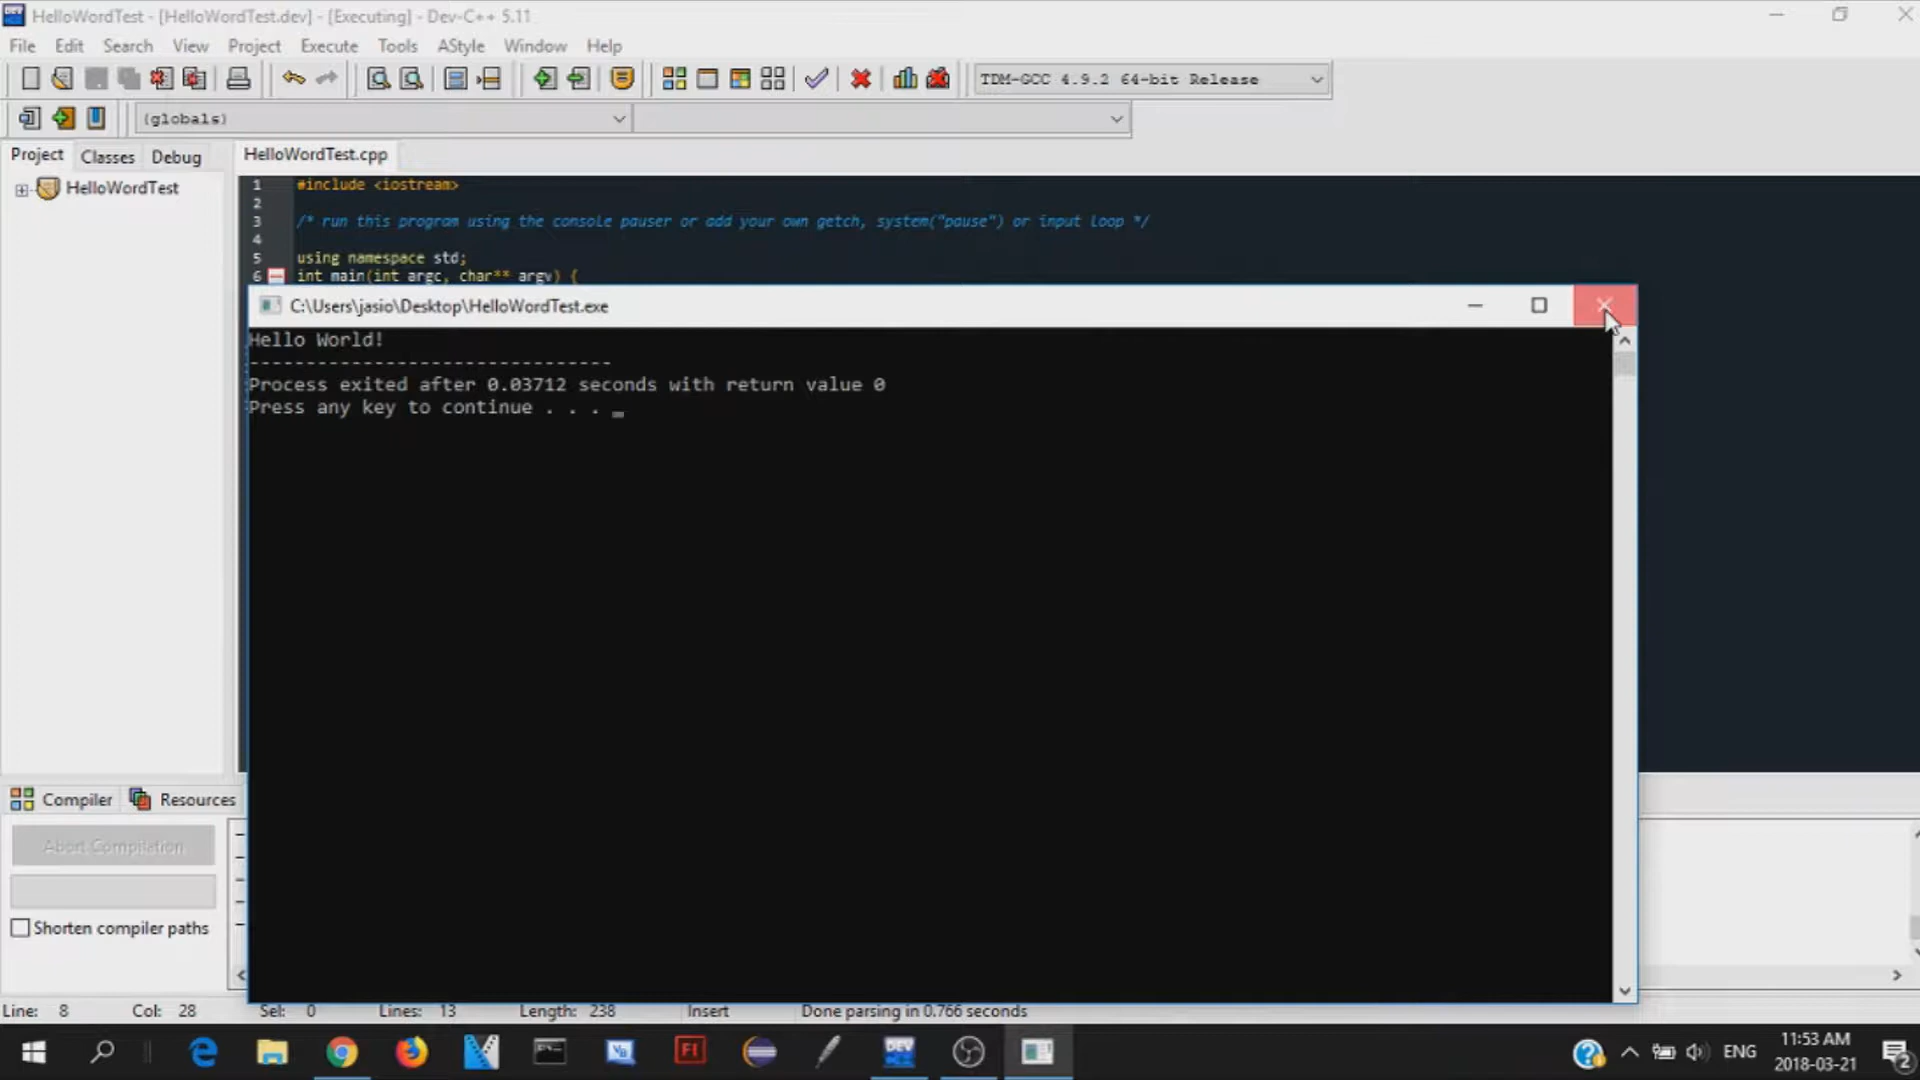 HelloWordTest - [HelloWordTest.dev] - [Executing] - Dev-C++ 5.11
File Edit Search View Project Execute Tools AStyle Window Help
TDM-GCC 4.9.2 64-bit Release
(globals)
Project Classes Debug
HelloWordTest.cpp
HelloWordTest
1 #include <iostream>
2
3 /* run this program using the console pauser or add your own getch, system("pause") or input loop */
4
5 using namespace std;
6 int main(int argc, char** argv) {
C:\Users\jasio\Desktop\HelloWordTest.exe
Hello World!
--------------------------------
Process exited after 0.03712 seconds with return value 0
Press any key to continue . . . _
Compiler Resources
Abort Compilation
Shorten compiler paths
Line: 8 Col: 28 Sel: 0 Lines: 13 Length: 238 Insert Done parsing in 0.766 seconds
ENG
11:53 AM
2018-03-21
2